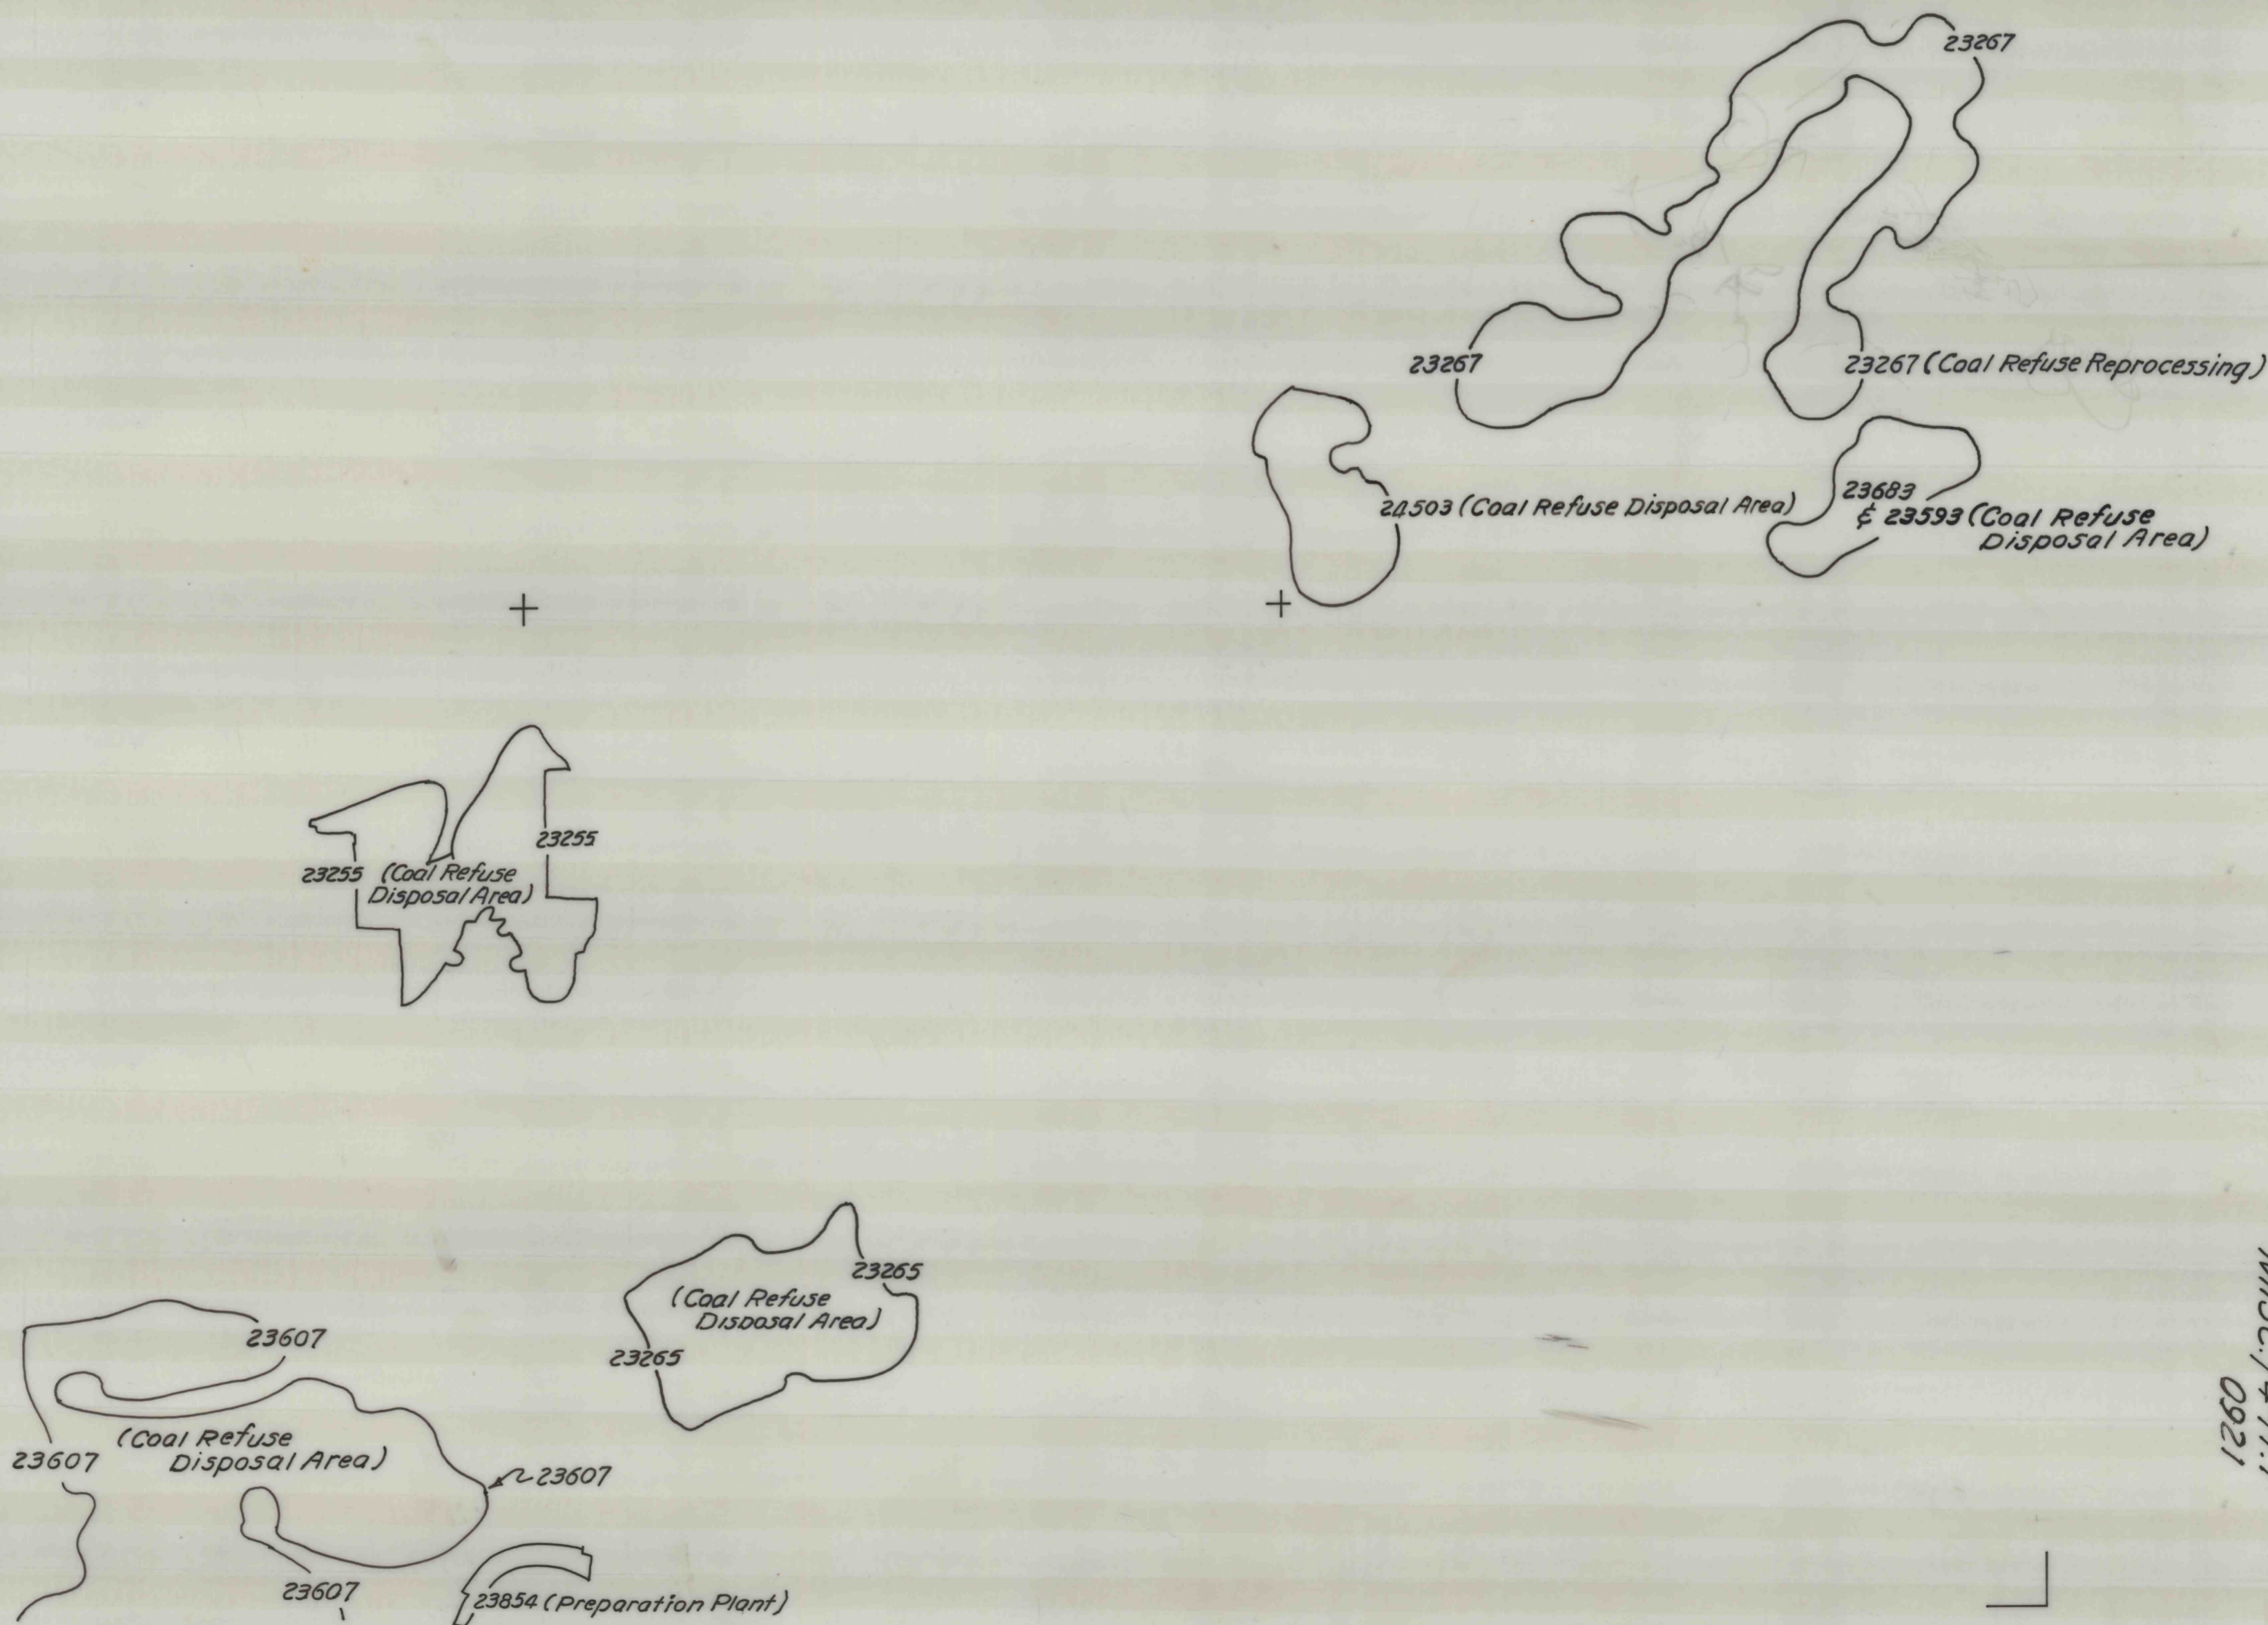 23267
23267
23267 (Coal Refuse Reprocessing)
24503 (Coal Refuse Disposal Area)
23683
& 23593 (Coal Refuse
Disposal Area)
23255
23255 (Coal Refuse
Disposal Area)
23265
(Coal Refuse
Disposal Area)
23265
23607
(Coal Refuse
Disposal Area)
23607
23607
23607
23854 (Preparation Plant)
0921